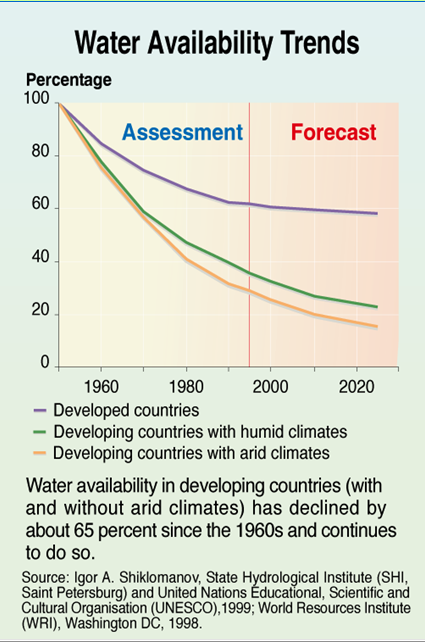 Water Availability Trends
Percentage
100
80
60
40
20
0
Assessment
Forecast
1960 1980 2000 2020
Developed countries
Developing countries with humid climates
Developing countries with arid climates
Water availability in developing countries (with
and without arid climates) has declined by
about 65 percent since the 1960s and continues
to do so.
Source: Igor A. Shiklomanov, State Hydrological Institute (SHI,
Saint Petersburg) and United Nations Educational, Scientific and
Cultural Organisation (UNESCO),1999; World Resources Institute
(WRI), Washington DC, 1998.